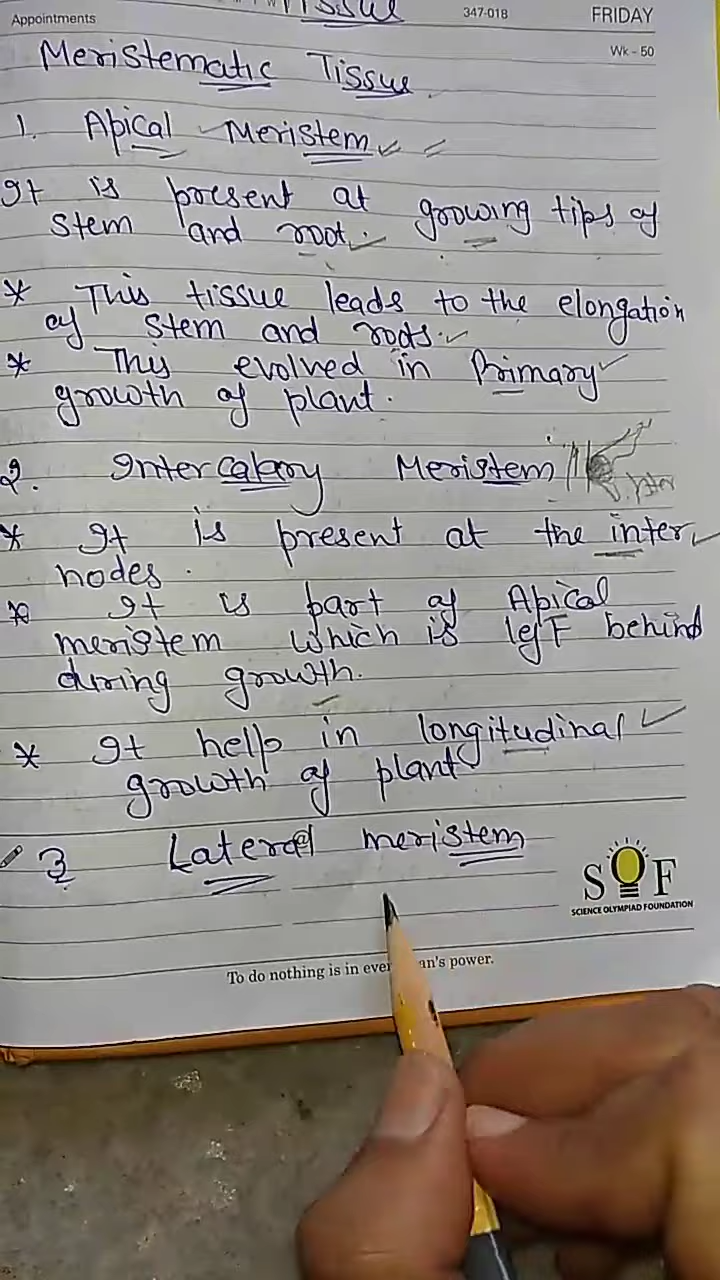 Tissue
Appointments
347-018
FRIDAY
Wk - 50
Meristematic Tissue.
1. Apical Meristem
It is present at growing tips of
stem and root.
* This tissue leads to the elongation
of stem and roots.
* This evolved in Primary
growth of plant.
2. Intercalary Meristem
* It is present at the inter
nodes.
* It is part of Apical
meristem which is left behind
during growth.
* It help in longitudinal
growth of plant
3 Lateral meristem
SOF
SCIENCE OLYMPIAD FOUNDATION
To do nothing is in every man's power.